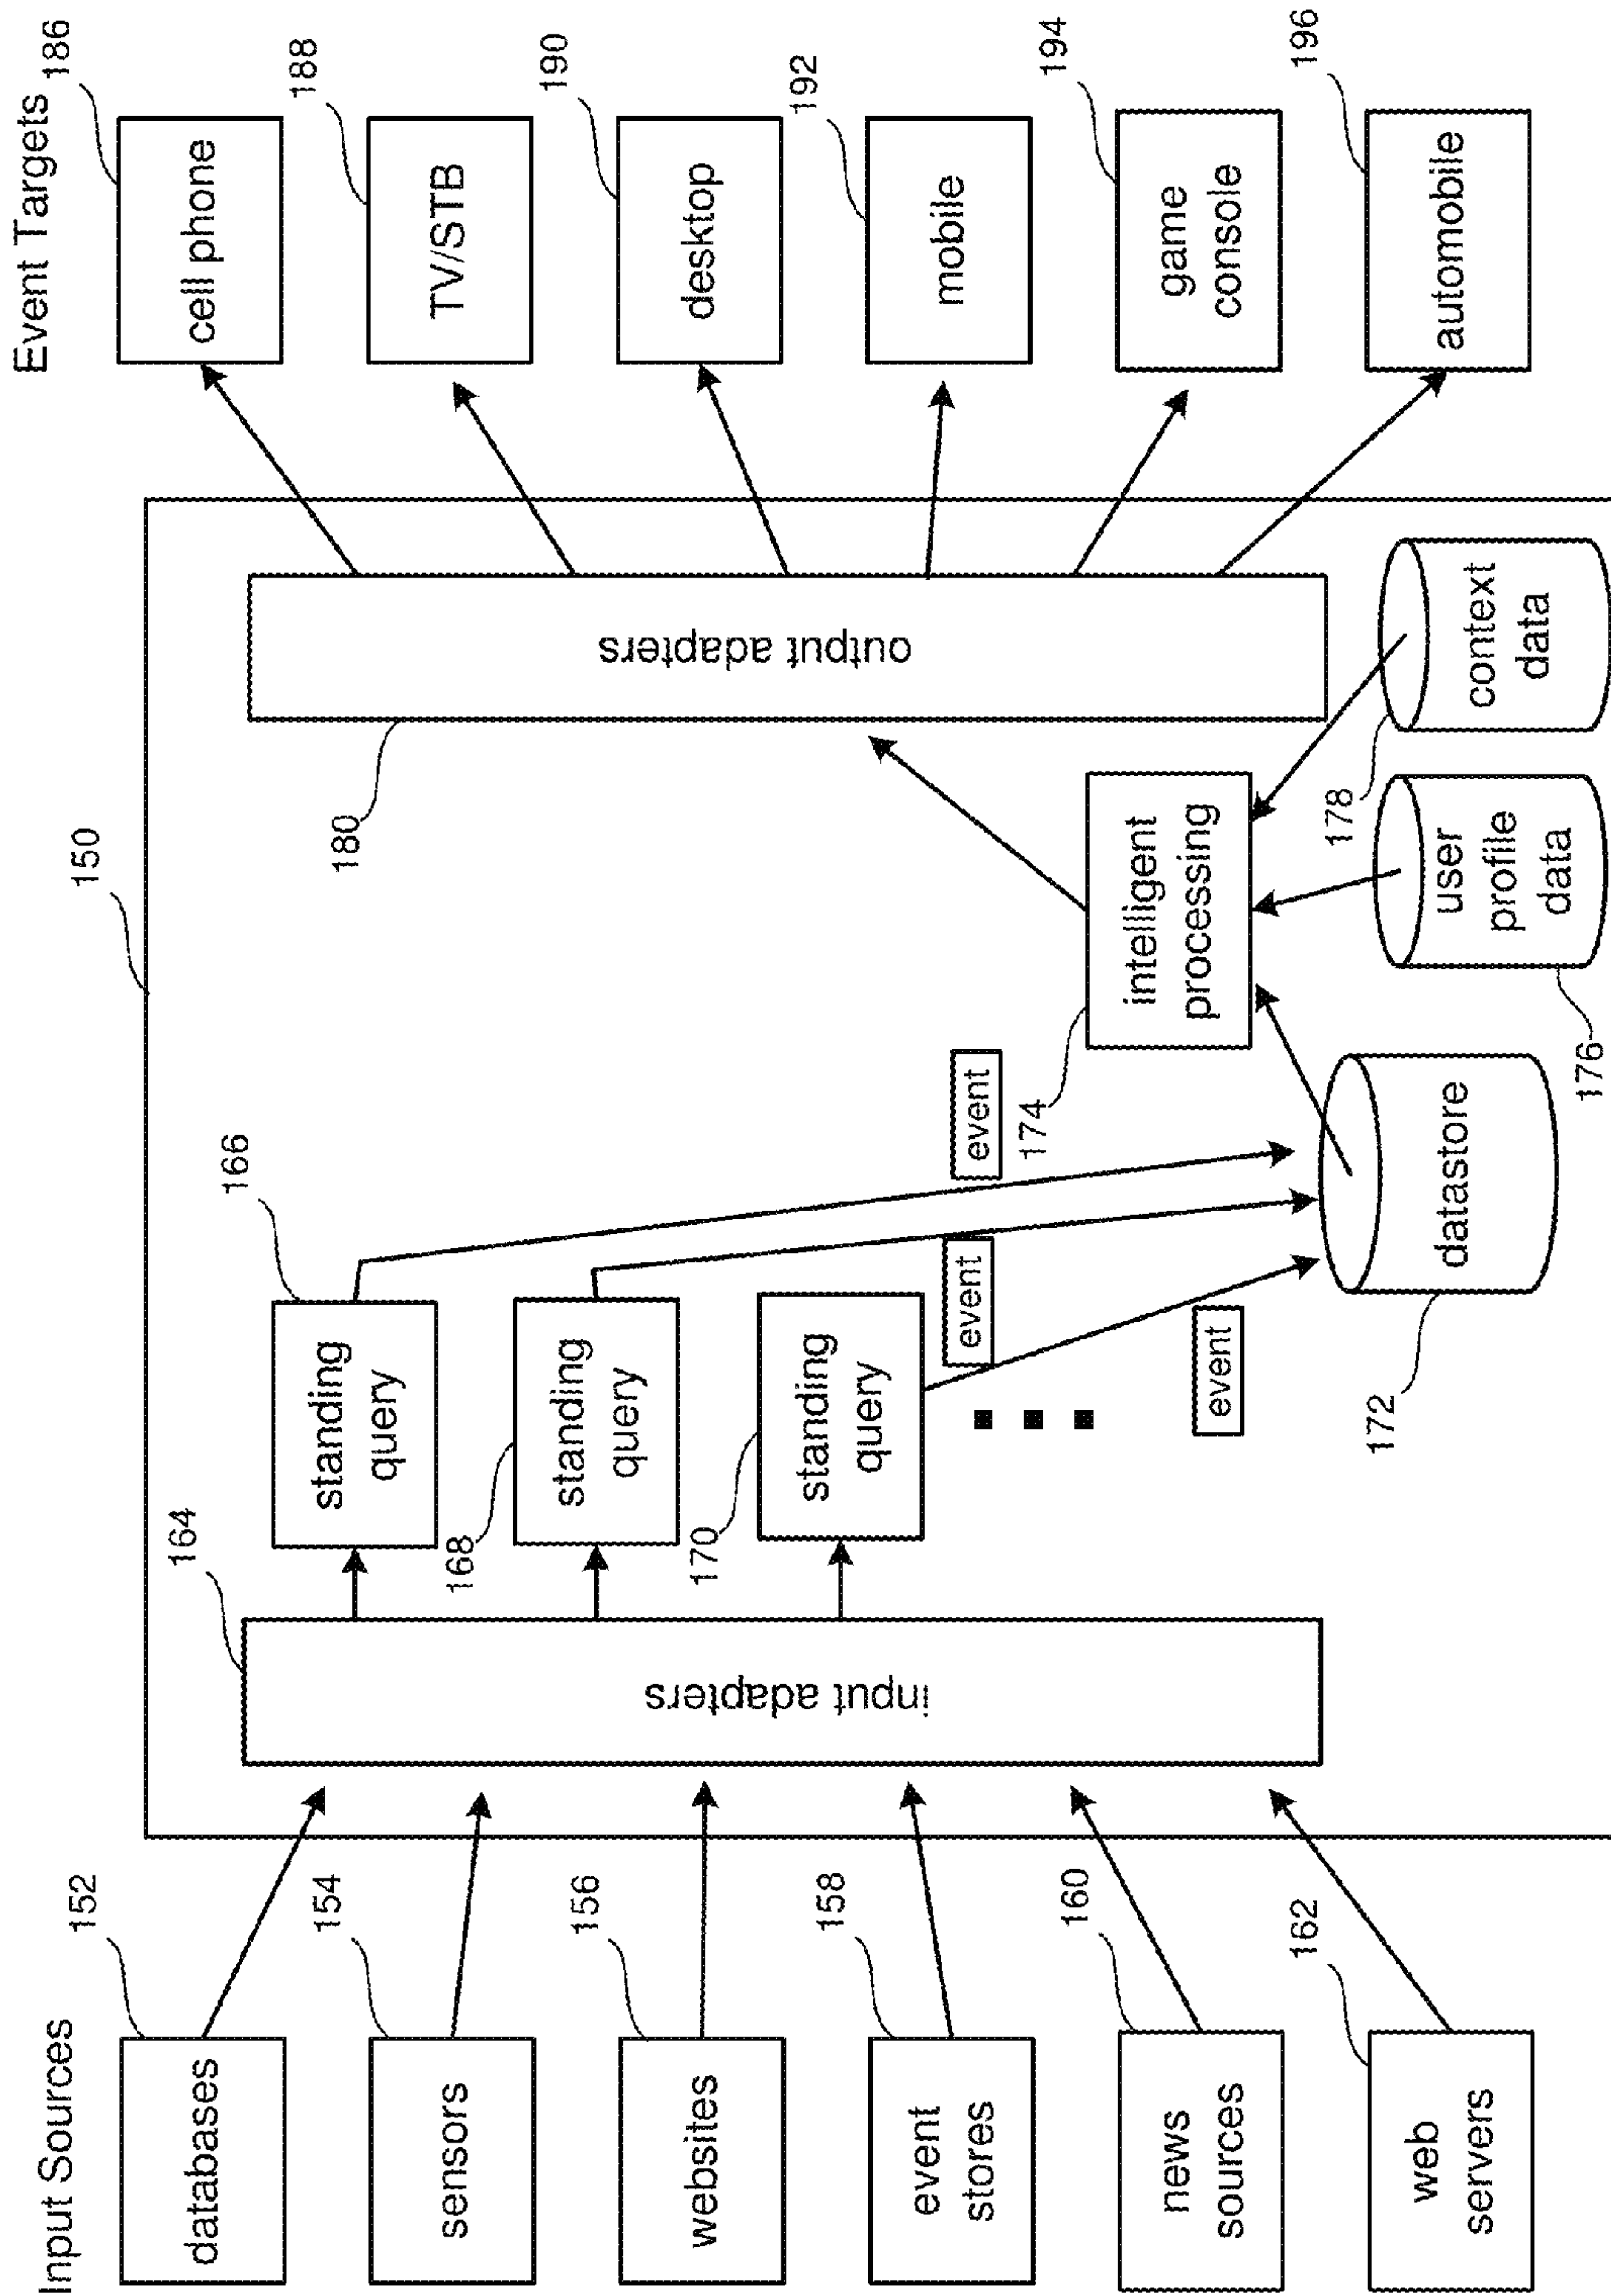 Input Sources
databases
152
sensors
154
websites
156
event
stores
158
news
sources
160
web
servers
162
150
input adapters
164
standing
query
166
standing
query
168
standing
query
170
event
event
event
datastore
172
intelligent
processing
174
user
profile
data
176
context
data
178
output adapters
180
Event Targets
cell phone
186
TV/STB
188
desktop
190
mobile
192
game
console
194
automobile
196